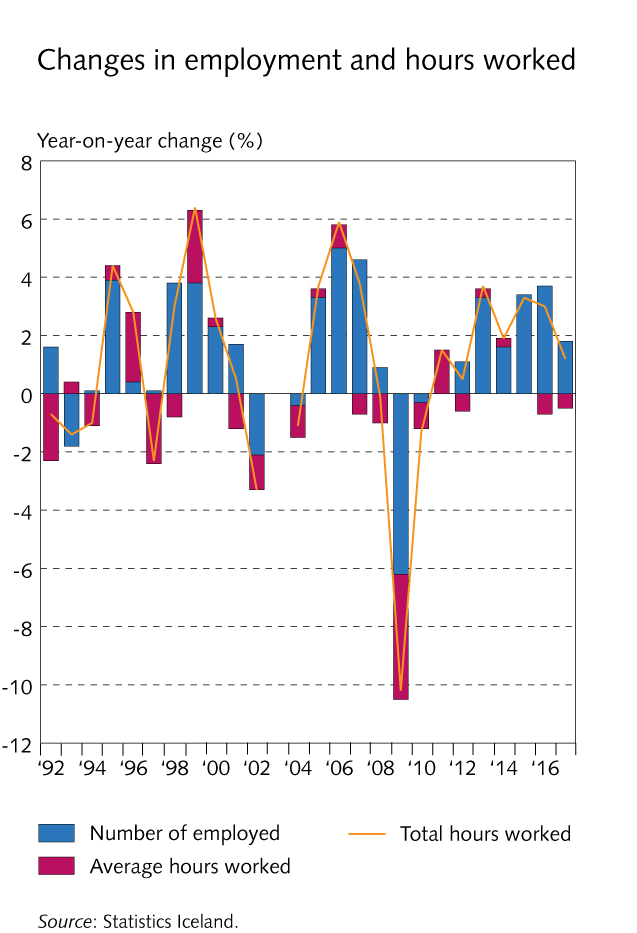 Changes in employment and hours worked
Year-on-year change (%)
8
6
4
2
0
-2
-4
-6
-8
-10
-12
‘92 ‘94 ‘96 ‘98 ‘00 ‘02 ‘04 ‘06 ‘08 ‘10 ‘12 ‘14 ‘16
Number of employed Total hours worked
Average hours worked
Source: Statistics Iceland.